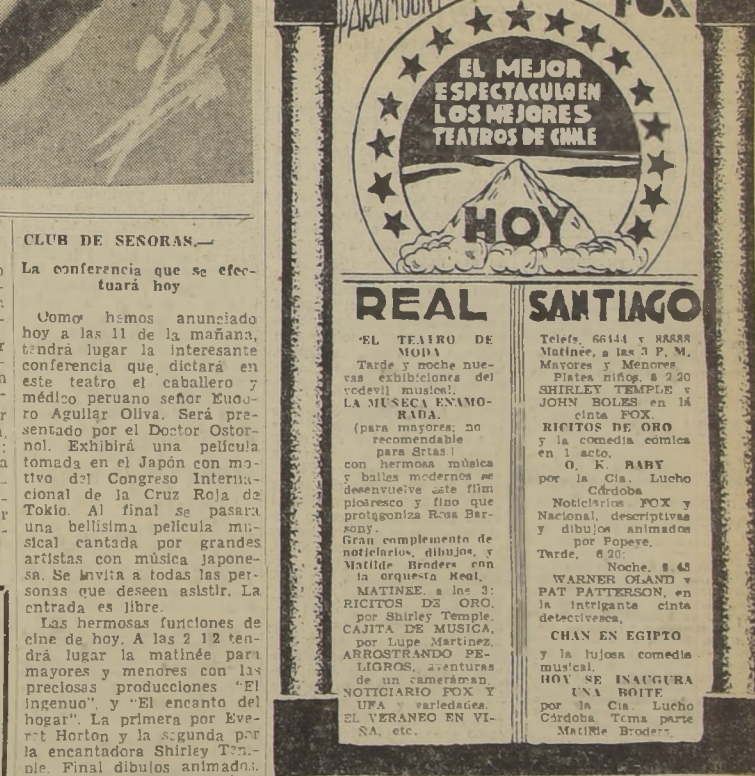 CLUB DE SEÑORAS.—
La conferencia que se efec-
tuará hoy
Como hemos anunciado
hoy a las 11 de la mañana,
tendrá lugar la interesante
conferencia que dictará en
este teatro el caballero y
médico peruano señor Eudo-
ro Aguilar Oliva. Será pre-
sentado por el Doctor Ostor-
nol. Exhibirá una película
tomada en el Japón con mo-
tivo del Congreso Interna-
cional de la Cruz Roja de
Tokio. Al final se pasará
una bellísima película mu-
sical cantada por grandes
artistas con música japone-
sa. Se invita a todas las per-
sonas que deseen asistir. La
entrada es libre.
Las hermosas funciones de
cine de hoy. A las 2 1 2 ten-
drá lugar la matinée para
mayores y menores con las
preciosas producciones "El
ingenuo", y "El encanto del
hogar". La primera por Eve-
ret Horton y la segunda por
la encantadora Shirley Tem-
ple. Final dibujos animados.
PARAMOUNT
FOX
EL MEJOR
ESPECTACULO EN
LOS MEJORES
TEATROS DE CHILE
HOY
REAL
EL TEATRO DE
MODA
Tarde y noche nue-
vas exhibiciones del
vodevil musical.
LA MUÑECA ENAMO-
RADA.
(para mayores; no
recomendable
para Srtas.)
con hermosa música
y bailes modernos se
desenvuelve este film
picaresco y fino que
protagoniza Rosa Bar-
sony.
Gran complemento de
noticiarios, dibujos, y
Matilde Broders con
la orquesta Real.
MATINEE, a las 3:
RICITOS DE ORO,
por Shirley Temple.
CAJITA DE MUSICA,
por Lupe Martínez.
ARROSTRANDO PE-
LIGROS, aventuras
de un cameráman.
NOTICIARIO FOX Y
UFA y variedades.
EL VERANEO EN VI-
ÑA, etc.
SANTIAGO
Teléfs. 66444 y 88888
Matinée, a las 3 P. M.
Mayores y Menores
Platea niños, a 2.20
SHIRLEY TEMPLE y
JOHN BOLES en la
cinta FOX.
RICITOS DE ORO
y la comedia cómica
en 1 acto,
O. K. BABY
por la Cia. Lucho
Córdoba
Noticiarios FOX y
Nacional, descriptivas
y dibujos animados
por Popeye.
Tarde, 6.20:
Noche, 9.45
WARNER OLAND y
PAT PATTERSON, en
la intrigante cinta
detectivesca,
CHAN EN EGIPTO
y la lujosa comedia
musical,
HOY SE INAUGURA
UNA BOITE
por la Cia. Lucho
Córdoba. Toma parte
Matilde Broders.